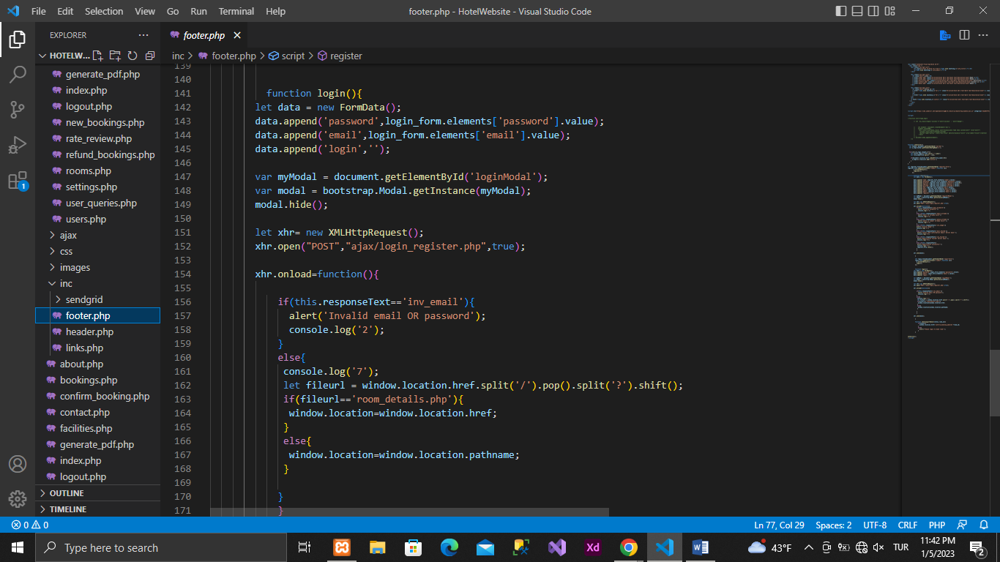 File Edit Selection View Go Run Terminal Help footer.php - HotelWebsite - Visual Studio Code
EXPLORER
HOTELW...
generate_pdf.php
index.php
logout.php
new_bookings.php
rate_review.php
refund_bookings.php
rooms.php
settings.php
user_queries.php
users.php
ajax
css
images
inc
sendgrid
footer.php
header.php
links.php
about.php
bookings.php
confirm_booking.php
contact.php
facilities.php
generate_pdf.php
index.php
logout.php
OUTLINE
TIMELINE
1
footer.php
inc > footer.php > script > register
139
140
141 function login(){
142 let data = new FormData();
143 data.append('password',login_form.elements['password'].value);
144 data.append('email',login_form.elements['email'].value);
145 data.append('login','');
146
147 var myModal = document.getElementById('loginModal');
148 var modal = bootstrap.Modal.getInstance(myModal);
149 modal.hide();
150
151 let xhr= new XMLHttpRequest();
152 xhr.open("POST","ajax/login_register.php",true);
153
154 xhr.onload=function(){
155
156 if(this.responseText=='inv_email'){
157 alert('Invalid email OR password');
158 console.log('2');
159 }
160 else{
161 console.log('7');
162 let fileurl = window.location.href.split('/').pop().split('?').shift();
163 if(fileurl=='room_details.php'){
164 window.location=window.location.href;
165 }
166 else{
167 window.location=window.location.pathname;
168 }
169
170 }
171 }
0 0 Ln 77, Col 29 Spaces: 2 UTF-8 CRLF PHP
Type here to search Xd 43°F TUR 11:42 PM
1/5/2023 2